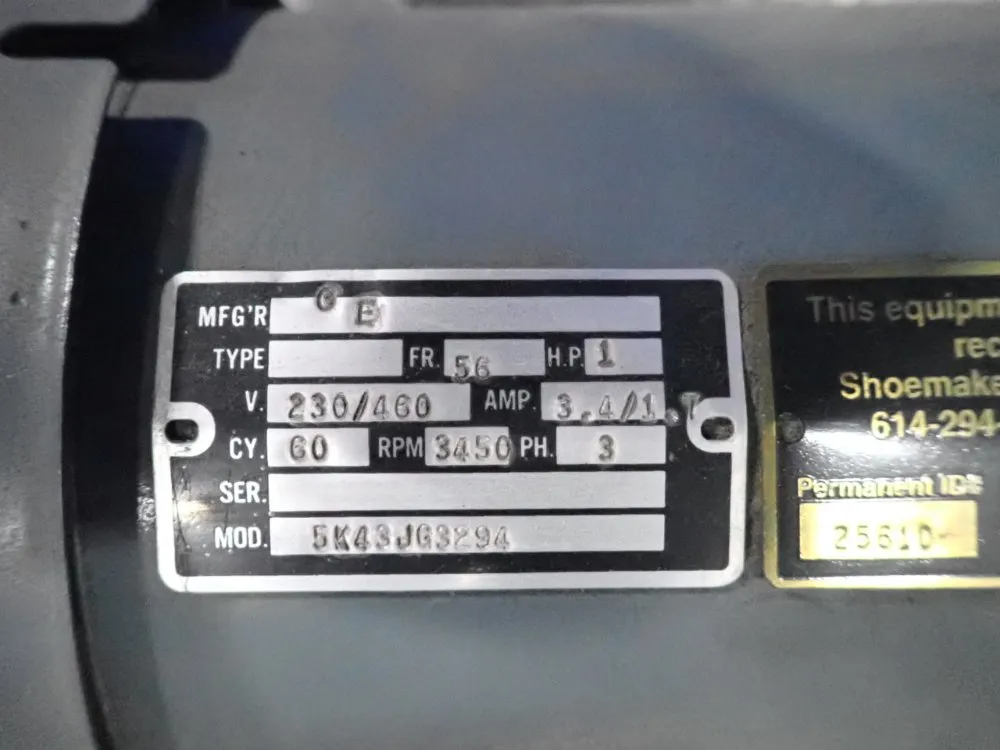 MFG'R GE
TYPE FR. 56 H.P. 1
V. 230/460 AMP. 3.4/1.7
CY. 60 RPM 3450 PH. 3
SER.
MOD. 5K43JG3294
This equipm
rec
Shoemake
614-294-
Permanent ID#
25610-